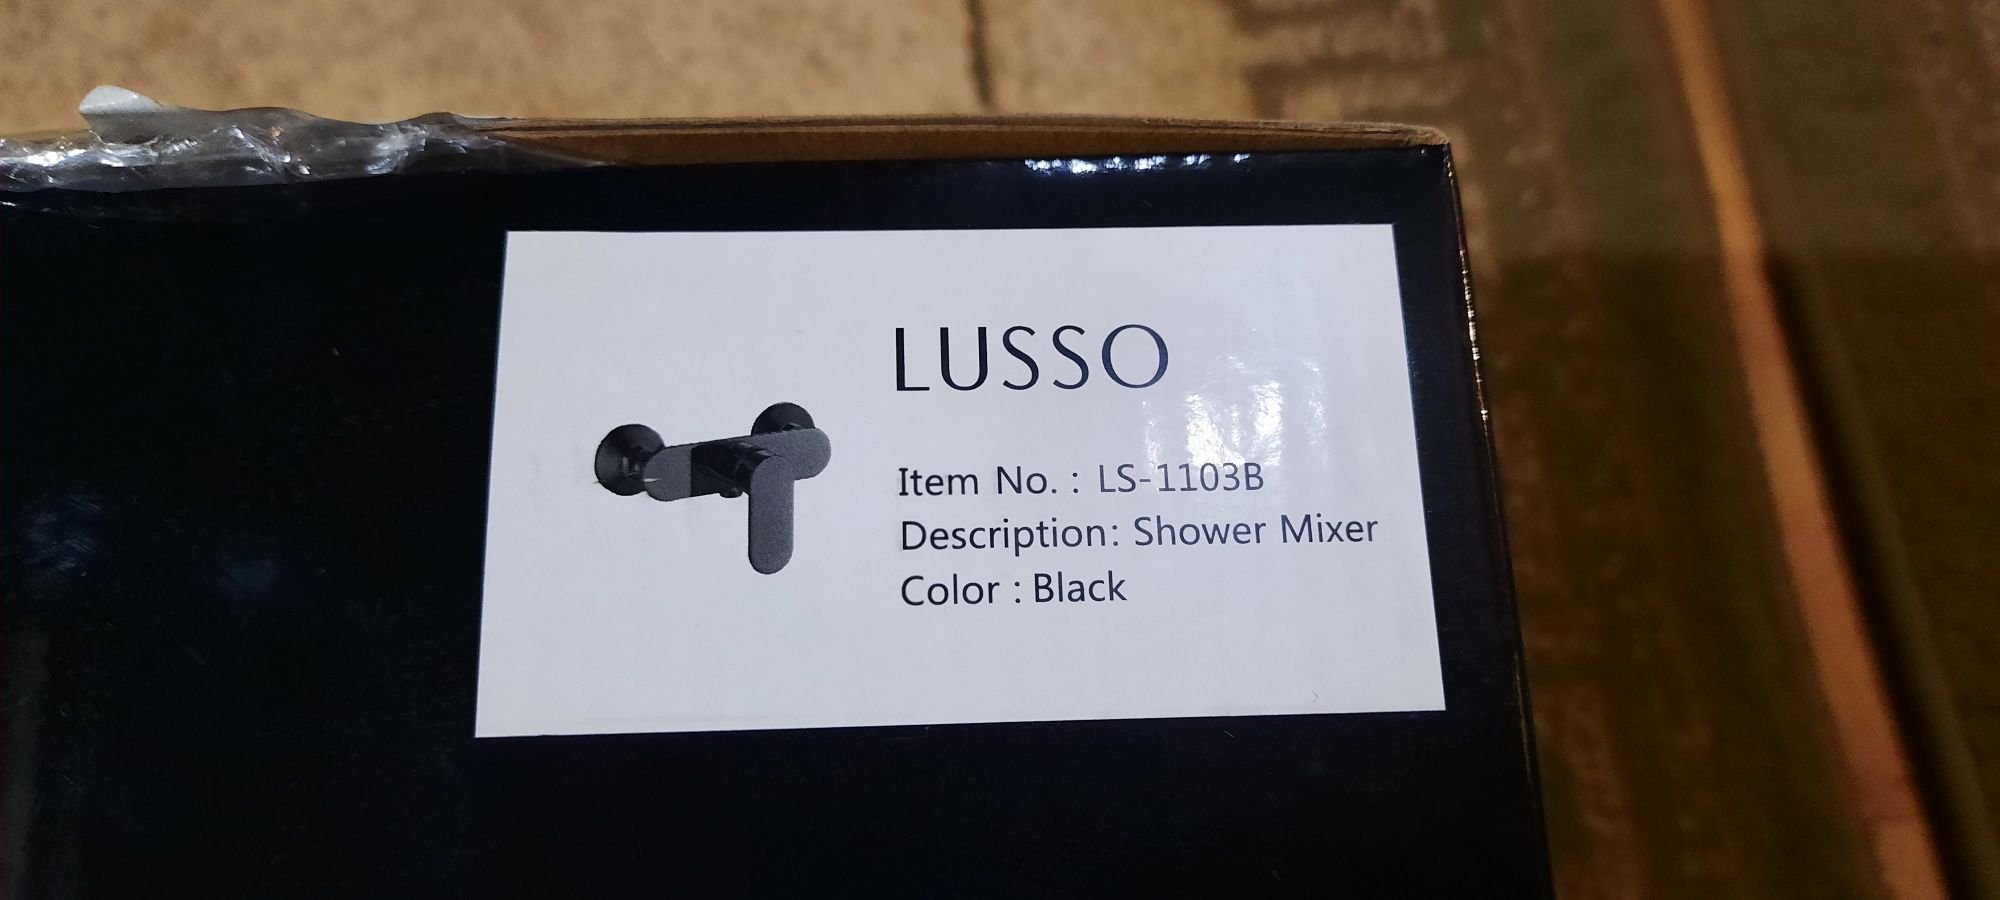 LUSSO
Item No. : LS-1103B
Description: Shower Mixer
Color : Black